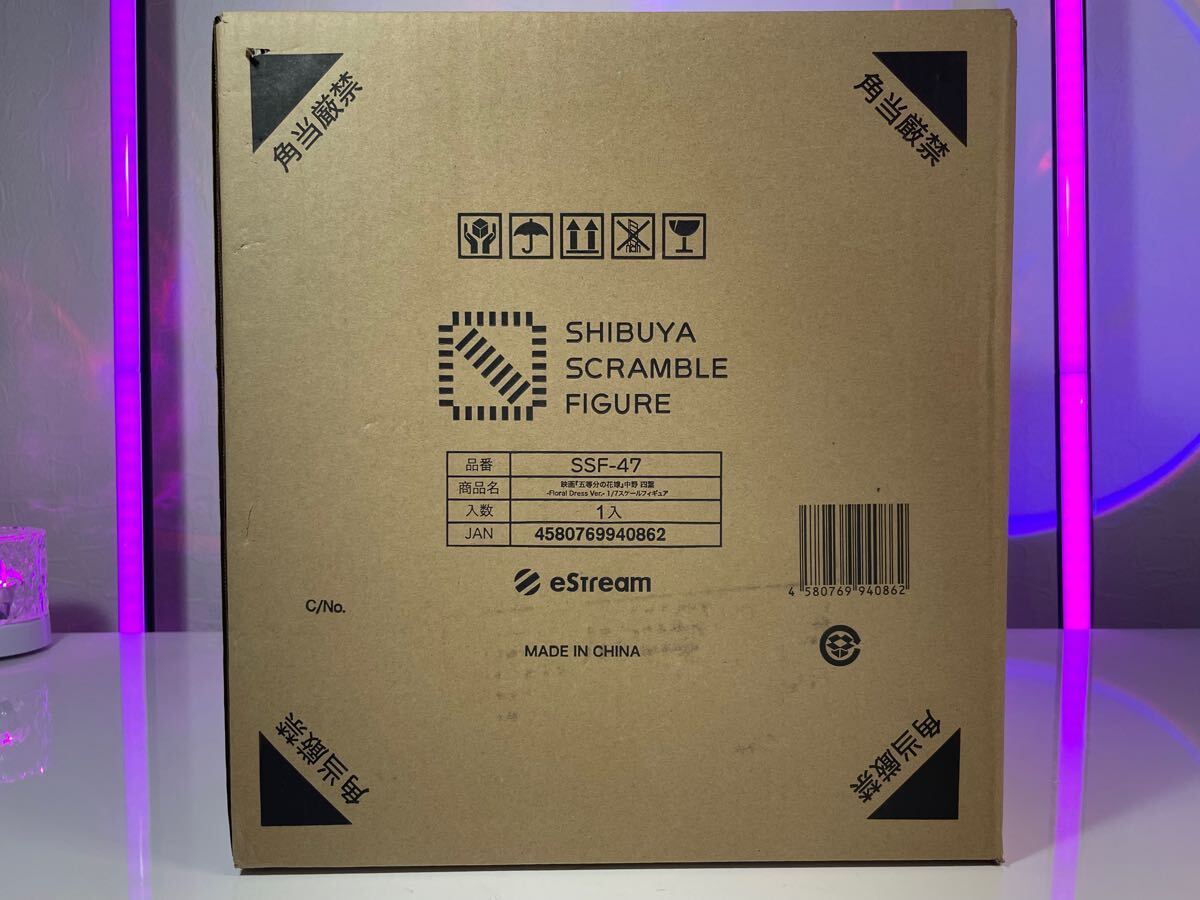 角当厳禁
角当厳禁
SHIBUYA
SCRAMBLE
FIGURE
品番 SSF-47
商品名 映画『五等分の花嫁』中野 四葉
-Floral Dress Ver.- 1/7スケールフィギュア
入数 1入
JAN 4580769940862
eStream
4 580769 940862
C/No.
MADE IN CHINA
角当厳禁
角当厳禁